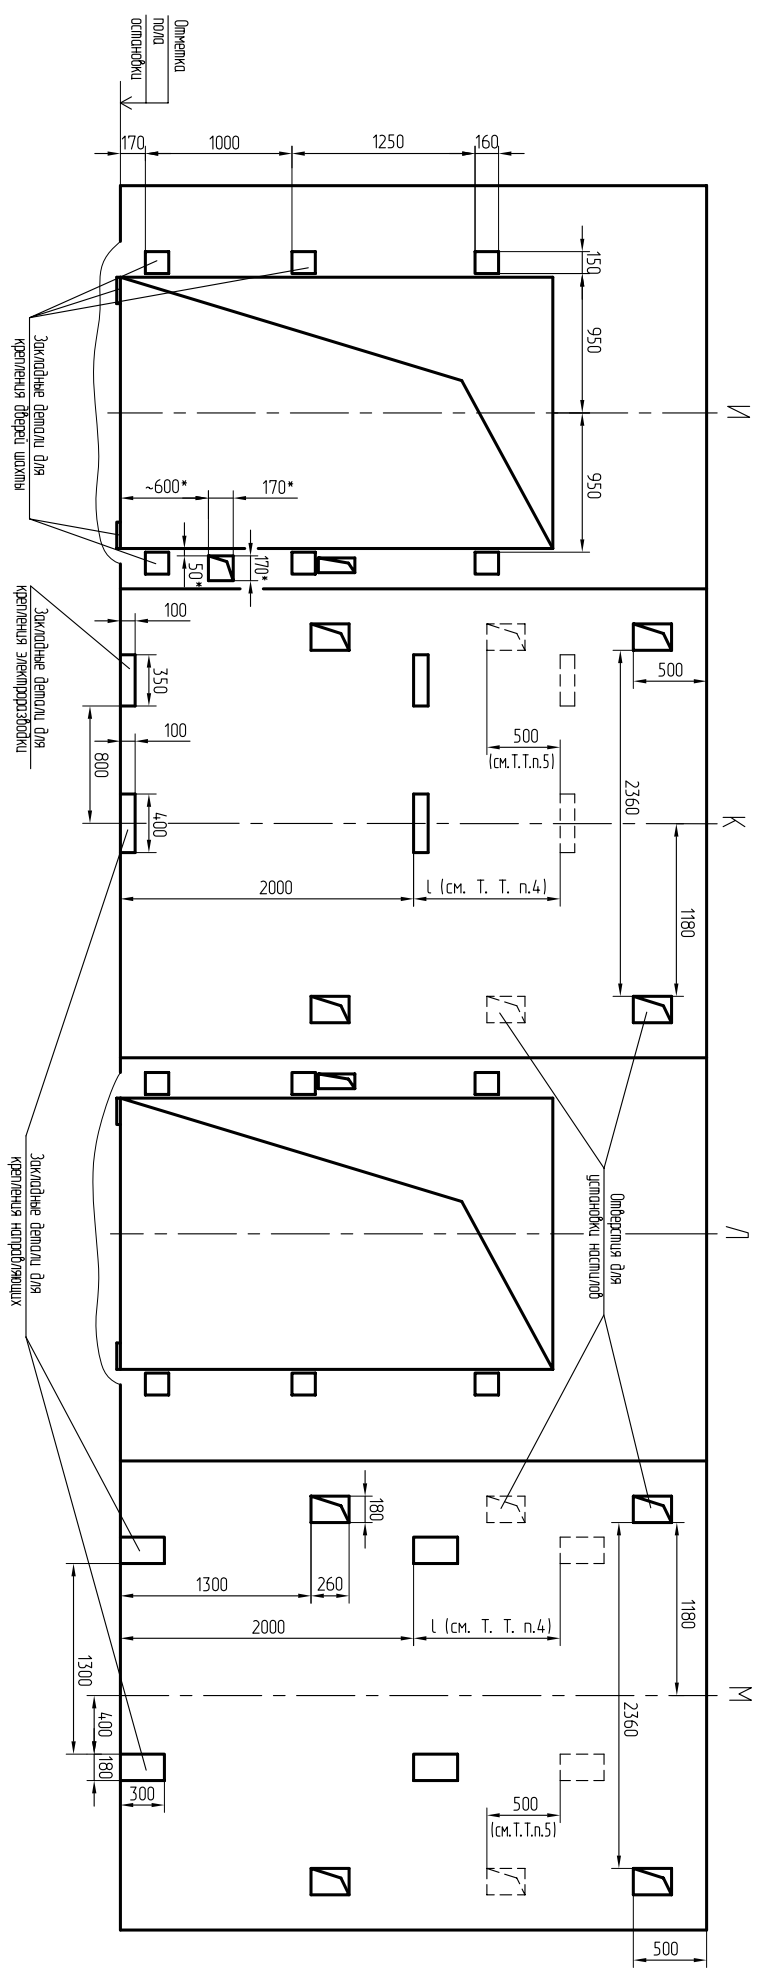 Отметка
пола
остановки
170
1000
1250
160
150
950
950
И
~600*
170*
50*
170*
Закладные детали для
крепления дверей шахты
Закладные детали для
крепления электроразводки
100
350
100
800
400
500
500
(см.Т.Т.п.5)
2360
К
1180
2000
l (см. Т. Т. п.4)
Закладные детали для
крепления направляющих
Отверстия для
установки настилов
Л
180
1300
260
2000
l (см. Т. Т. п.4)
1180
2360
М
1300
400
180
300
500
(см.Т.Т.п.5)
500